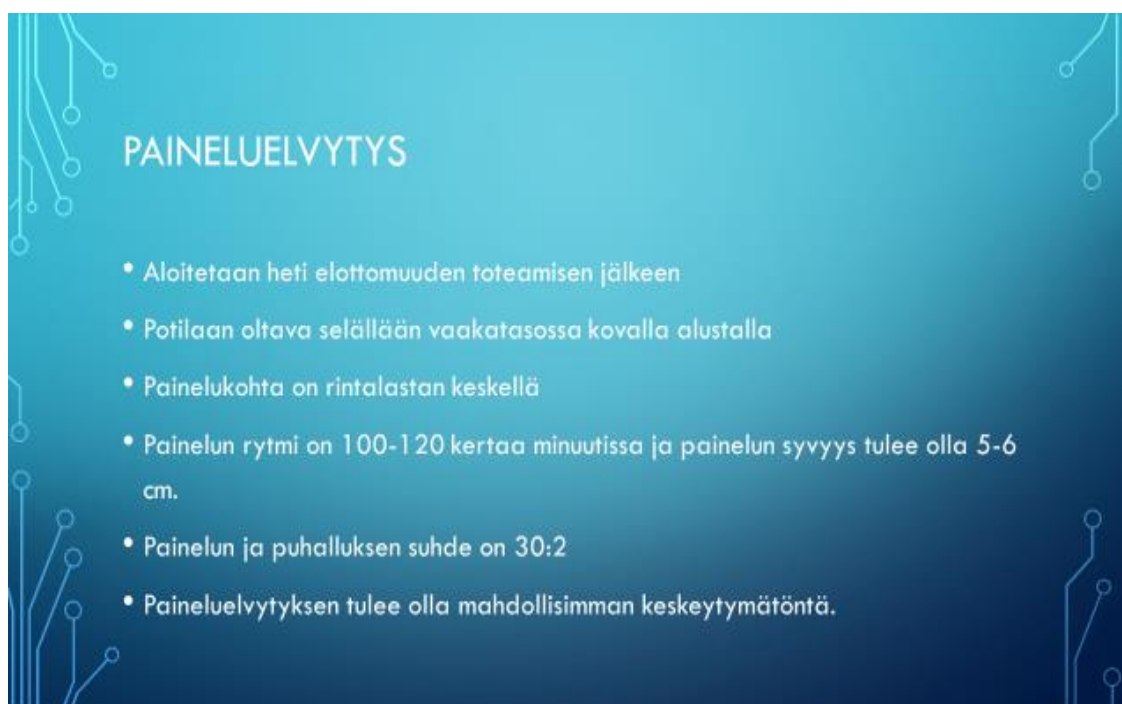 PAINELUELVYTYS
• Aloitetaan heti elottomuuden toteamisen jälkeen
• Potilaan oltava selällään vaakatasossa kovalla alustalla
• Painelukohta on rintalastan keskellä
• Painelun rytmi on 100-120 kertaa minuutissa ja painelun syvyys tulee olla 5-6
cm.
• Painelun ja puhalluksen suhde on 30:2
• Paineluelvytyksen tulee olla mahdollisimman keskeytymätöntä.